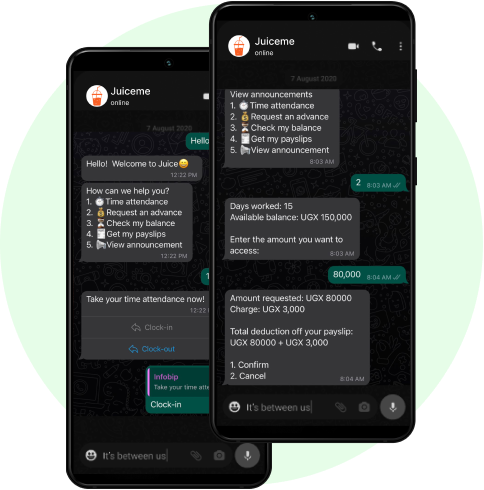 Juiceme
online
7 August 2020
Hello
Hello! Welcome to Juice😄
12:22 PM
How can we help you?
1. ⏱Time attendance
2. 💰Request an advance
3. ⏳Check my balance
4. 🧾Get my payslips
5. 📢View announcement
12:22 PM
1
Take your time attendance now!
12:22
Clock-in
Clock-out
Infobip
Take your time atte
Clock-in
It's between us
Juiceme
online
7 August 2020
View announcements
1. ⏱Time attendance
2. 💰Request an advance
3. ⏳Check my balance
4. 🧾Get my payslips
5. 📢View announcement
8:03 AM
2
8:03 AM
Days worked: 15
Available balance: UGX 150,000
Enter the amount you want to
access:
8:03 AM
80,000
8:04 AM
Amount requested: UGX 80000
Charge: UGX 3,000
Total deduction off your payslip:
UGX 80000 + UGX 3,000
1. Confirm
2. Cancel
8:04 AM
It's between us